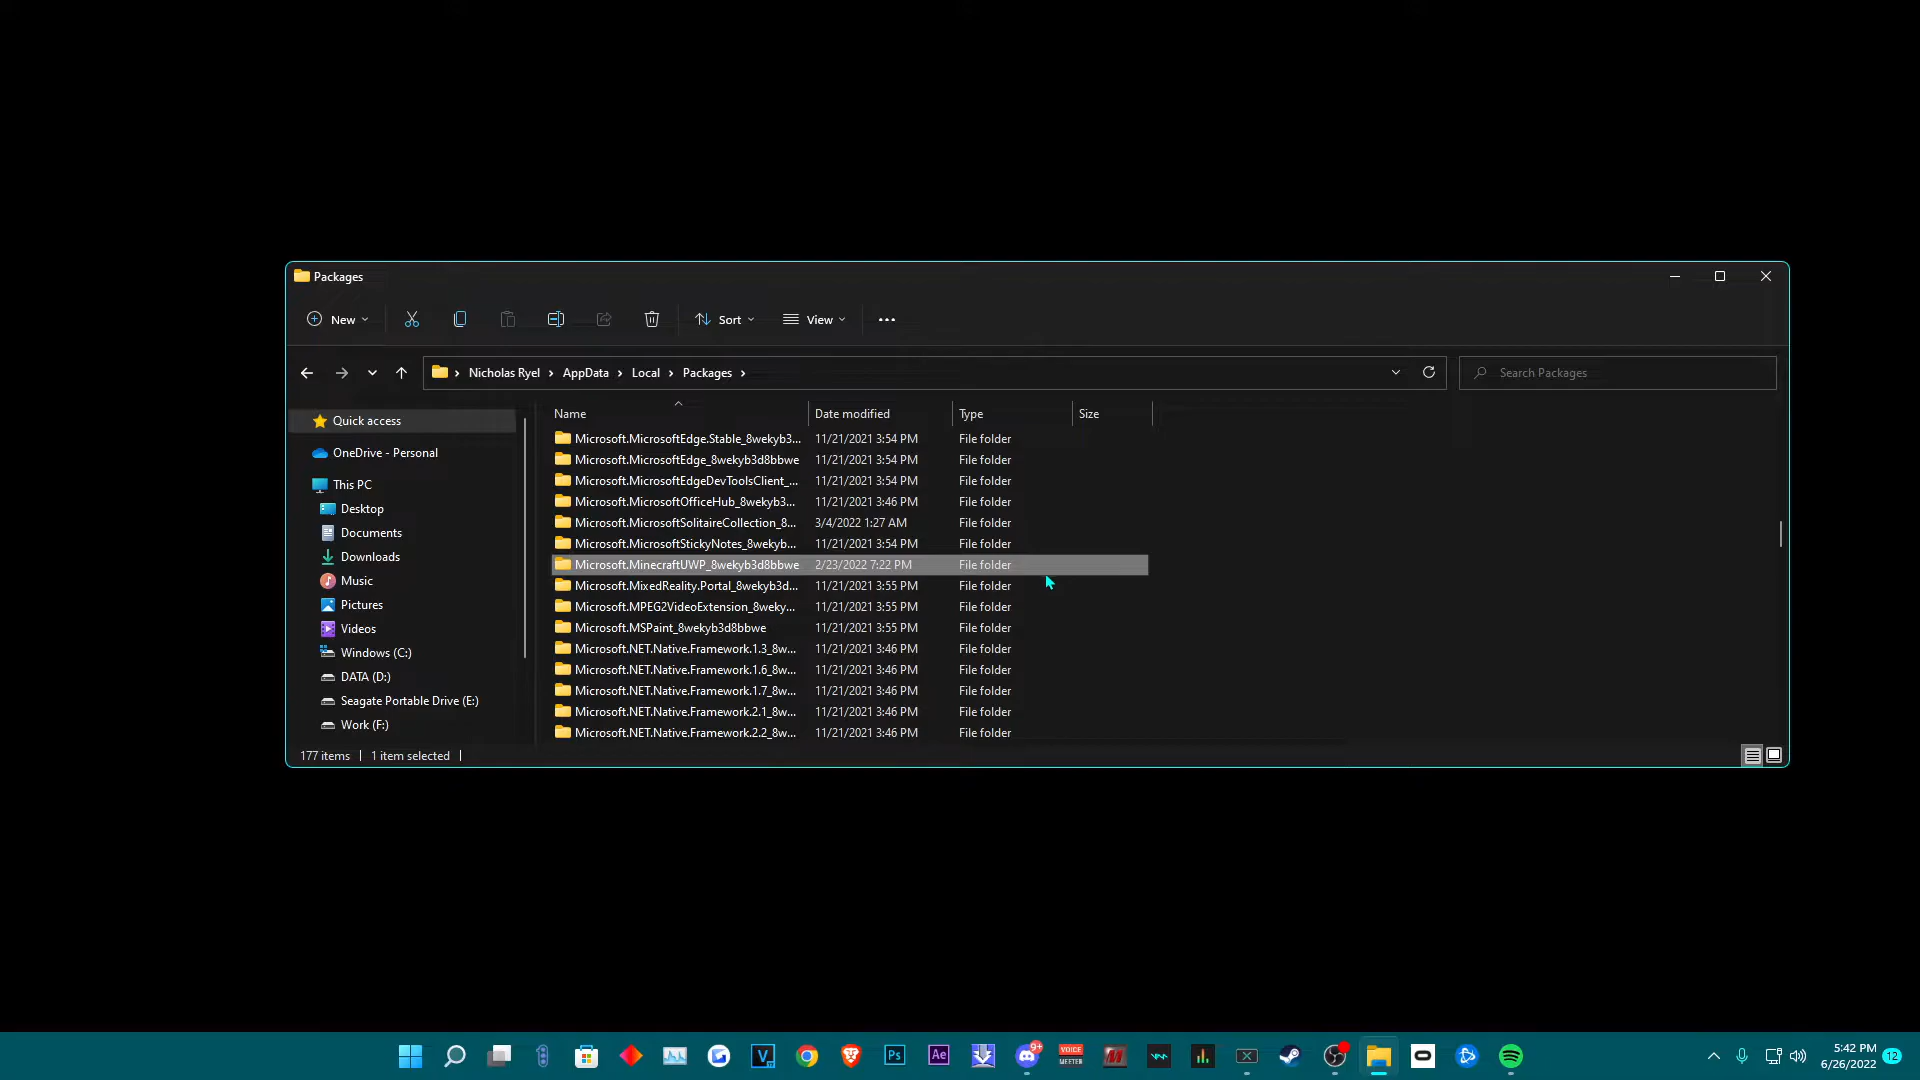 Packages
New
Sort
View
Nicholas Ryel > AppData > Local > Packages >
Search Packages
Name Date modified Type Size
Quick access
OneDrive - Personal
This PC
Desktop
Documents
Downloads
Music
Pictures
Videos
Windows (C:)
DATA (D:)
Seagate Portable Drive (E:)
Work (F:)
Microsoft.MicrosoftEdge.Stable_8wekyb3... 11/21/2021 3:54 PM File folder
Microsoft.MicrosoftEdge_8wekyb3d8bbwe 11/21/2021 3:54 PM File folder
Microsoft.MicrosoftEdgeDevToolsClient_... 11/21/2021 3:54 PM File folder
Microsoft.MicrosoftOfficeHub_8wekyb3... 11/21/2021 3:46 PM File folder
Microsoft.MicrosoftSolitaireCollection_8... 3/4/2022 1:27 AM File folder
Microsoft.MicrosoftStickyNotes_8wekyb... 11/21/2021 3:54 PM File folder
Microsoft.MinecraftUWP_8wekyb3d8bbwe 2/23/2022 7:22 PM File folder
Microsoft.MixedReality.Portal_8wekyb3d... 11/21/2021 3:55 PM File folder
Microsoft.MPEG2VideoExtension_8weky... 11/21/2021 3:55 PM File folder
Microsoft.MSPaint_8wekyb3d8bbwe 11/21/2021 3:55 PM File folder
Microsoft.NET.Native.Framework.1.3_8w... 11/21/2021 3:46 PM File folder
Microsoft.NET.Native.Framework.1.6_8w... 11/21/2021 3:46 PM File folder
Microsoft.NET.Native.Framework.1.7_8w... 11/21/2021 3:46 PM File folder
Microsoft.NET.Native.Framework.2.1_8w... 11/21/2021 3:46 PM File folder
Microsoft.NET.Native.Framework.2.2_8w... 11/21/2021 3:46 PM File folder
177 items | 1 item selected |
V
Ps
Ae
9+
VOICE
MEETER
M
5:42 PM
6/26/2022
12